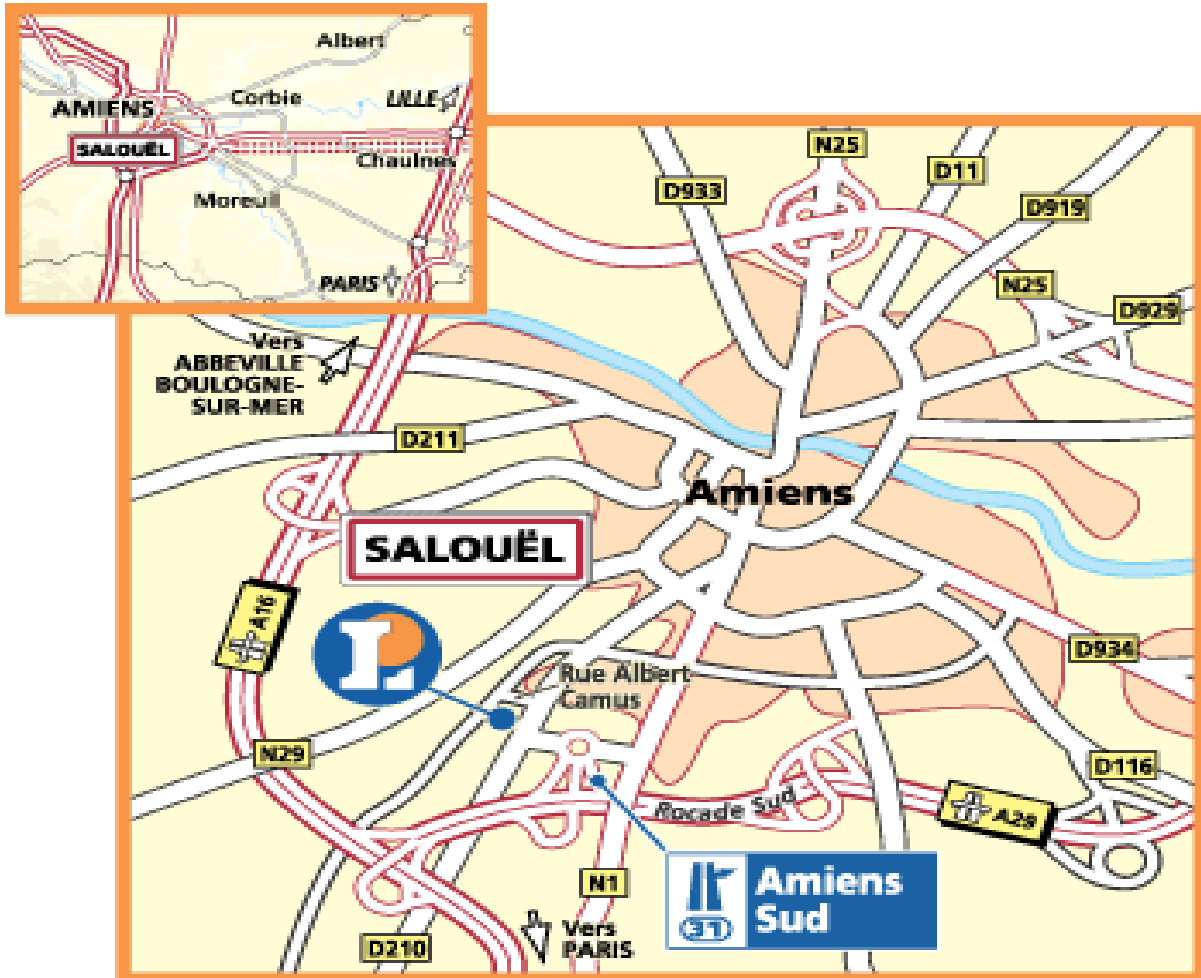 Albert
AMIENS
Corbie
LILLE
SALOUËL
Chaulnes
Moreuil
PARIS
N25
D933
D11
D919
N25
D929
Vers
ABBEVILLE
BOULOGNE-
SUR-MER
D211
Amiens
SALOUËL
A16
L
Rue Albert
Camus
D934
N29
D116
Rocade Sud
A29
N1
Amiens
Sud
31
Vers
PARIS
D210